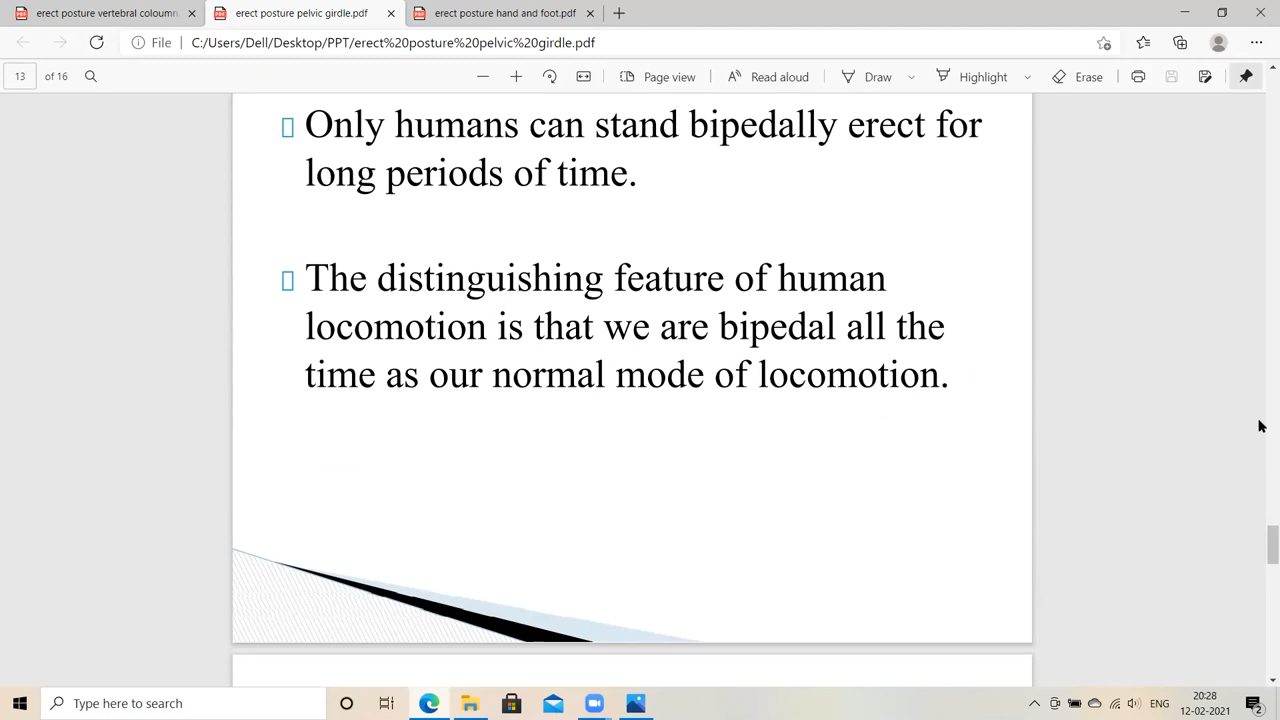 erect posture vertebral coloumn
erect posture pelvic girdle.pdf
erect posture hand and foot.pdf
File
C:/Users/Dell/Desktop/PPT/erect%20posture%20pelvic%20girdle.pdf
13 of 16
Page view
Read aloud
Draw
Highlight
Erase
Only humans can stand bipedally erect for
long periods of time.
The distinguishing feature of human
locomotion is that we are bipedal all the
time as our normal mode of locomotion.
Type here to search
ENG
20:28
12-02-2021
2